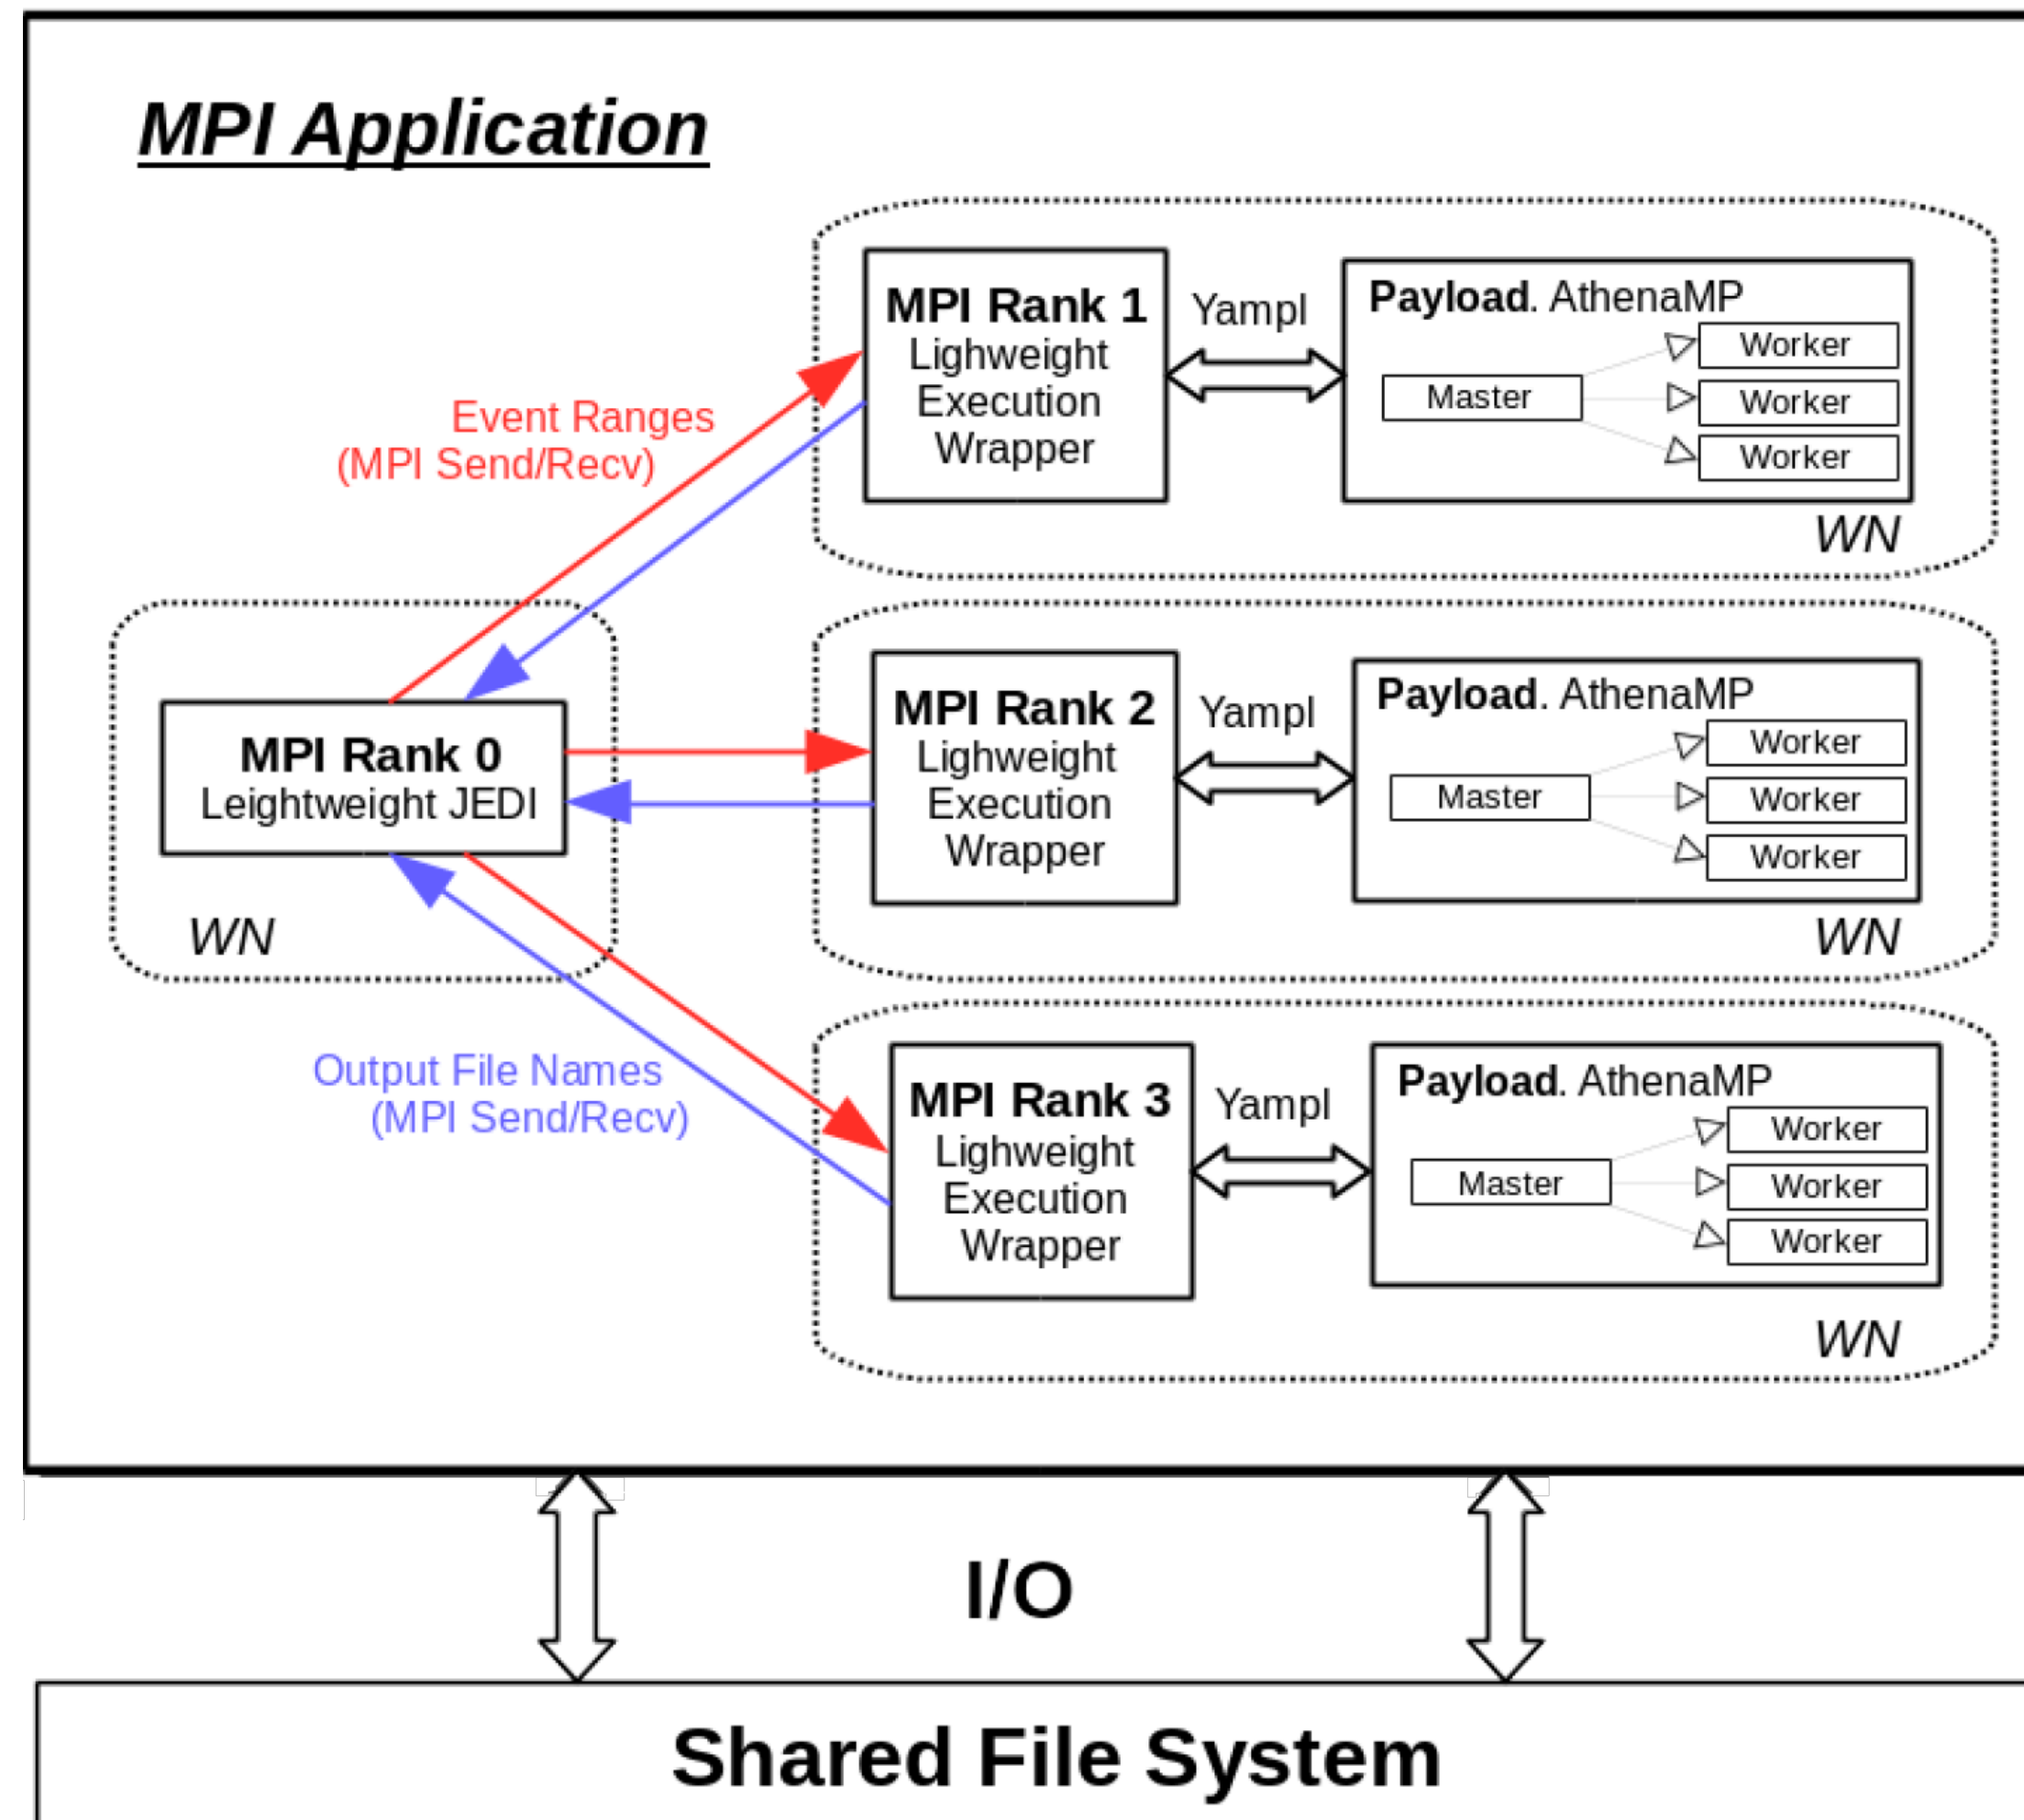 MPI Application
MPI Rank 1
Lighweight
Execution
Wrapper
Yampl
Payload. AthenaMP
Master
Worker
Worker
Worker
WN
Event Ranges
(MPI Send/Recv)
MPI Rank 0
Leightweight JEDI
WN
MPI Rank 2
Lighweight
Execution
Wrapper
Yampl
Payload. AthenaMP
Master
Worker
Worker
Worker
WN
Output File Names
(MPI Send/Recv)
MPI Rank 3
Lighweight
Execution
Wrapper
Yampl
Payload. AthenaMP
Master
Worker
Worker
Worker
WN
I/O
Shared File System